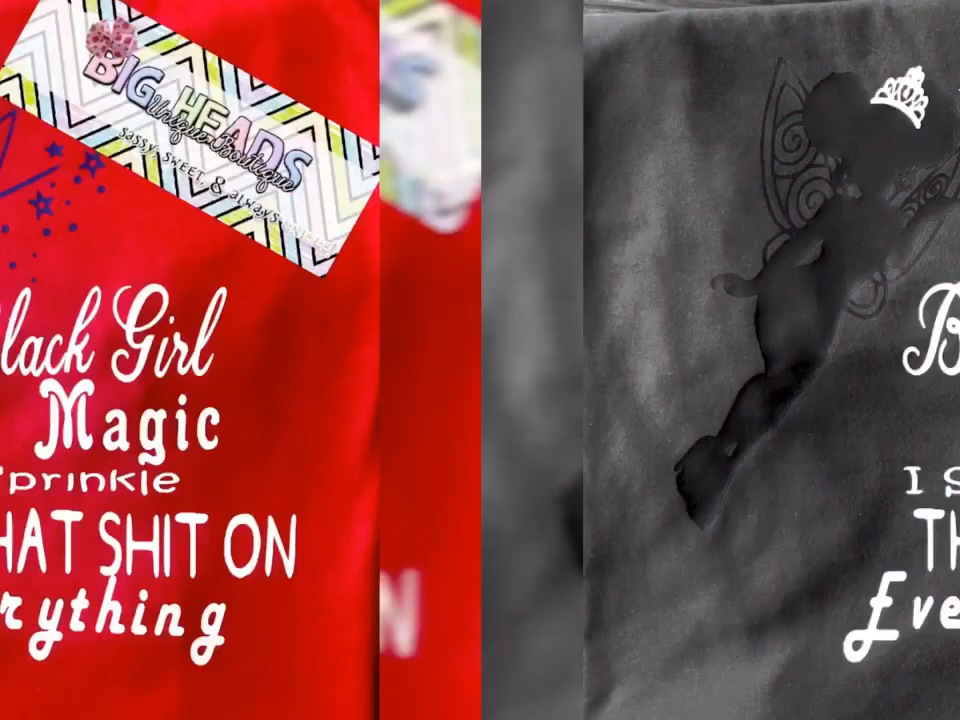 BIG HEADS
Unique Boutique
Sassy, SWEET, & always
lack Girl
Magic
prinkle
HAT SHIT ON
rything
B
I S
TH
Eve